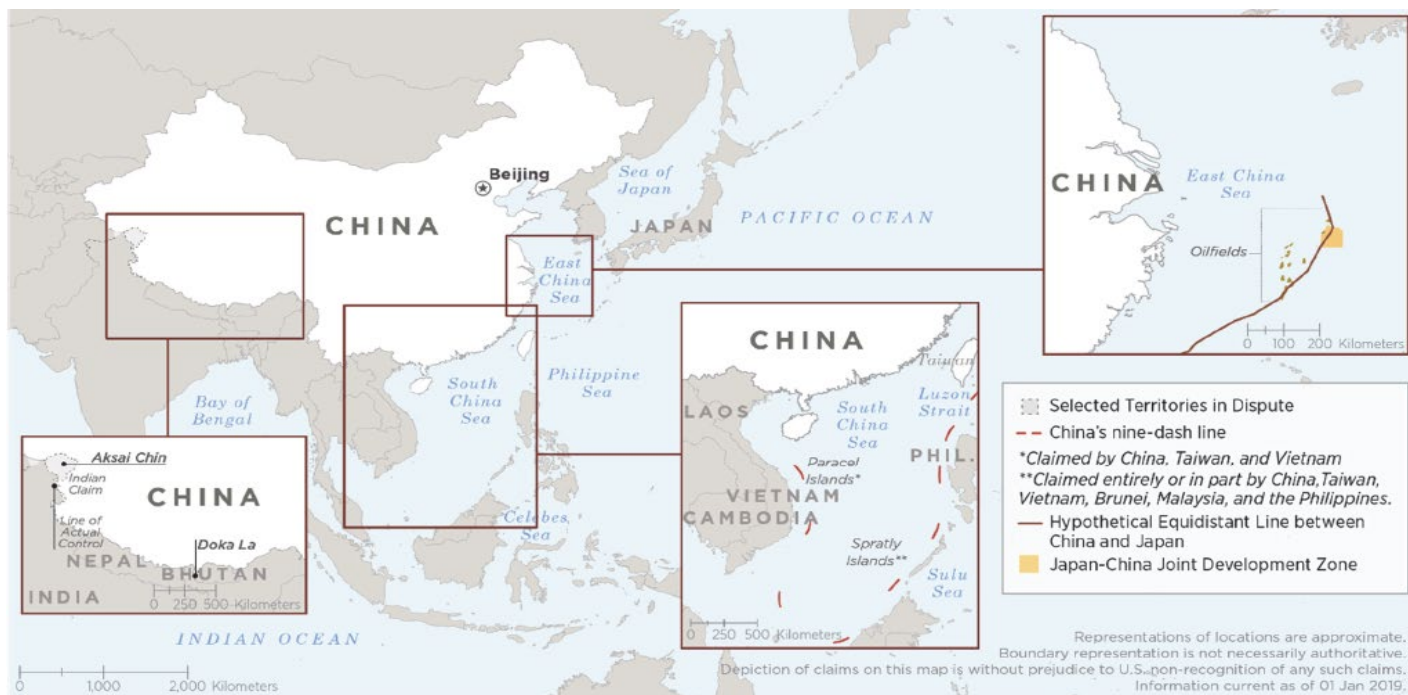 Beijing
CHINA
Sea of
Japan
JAPAN
PACIFIC OCEAN
East
China
Sea
South
China
Sea
Philippine
Sea
Bay of
Bengal
Celebes
Sea
INDIAN OCEAN
0 1,000 2,000 Kilometers
Aksai Chin
Indian
Claim
CHINA
Line of
Actual
Control
Doka La
NEPAL
BHUTAN
INDIA
0 250 500 Kilometers
CHINA
Taiwan
LAOS
South
China
Sea
Luzon
Strait
PHIL.
Paracel
Islands*
VIETNAM
CAMBODIA
Spratly
Islands**
Sulu
Sea
0 250 500
Kilometers
CHINA
East China
Sea
Oilfields
0 100 200
Kilometers
Selected Territories in Dispute
China's nine-dash line
*Claimed by China, Taiwan, and Vietnam
**Claimed entirely or in part by China,Taiwan,
Vietnam, Brunei, Malaysia, and the Philippines.
Hypothetical Equidistant Line between
China and Japan
Japan-China Joint Development Zone
Representations of locations are approximate.
Boundary representation is not necessarily authoritative.
Depiction of claims on this map is without prejudice to U.S. non-recognition of any such claims.
Information current as of 01 Jan 2019.